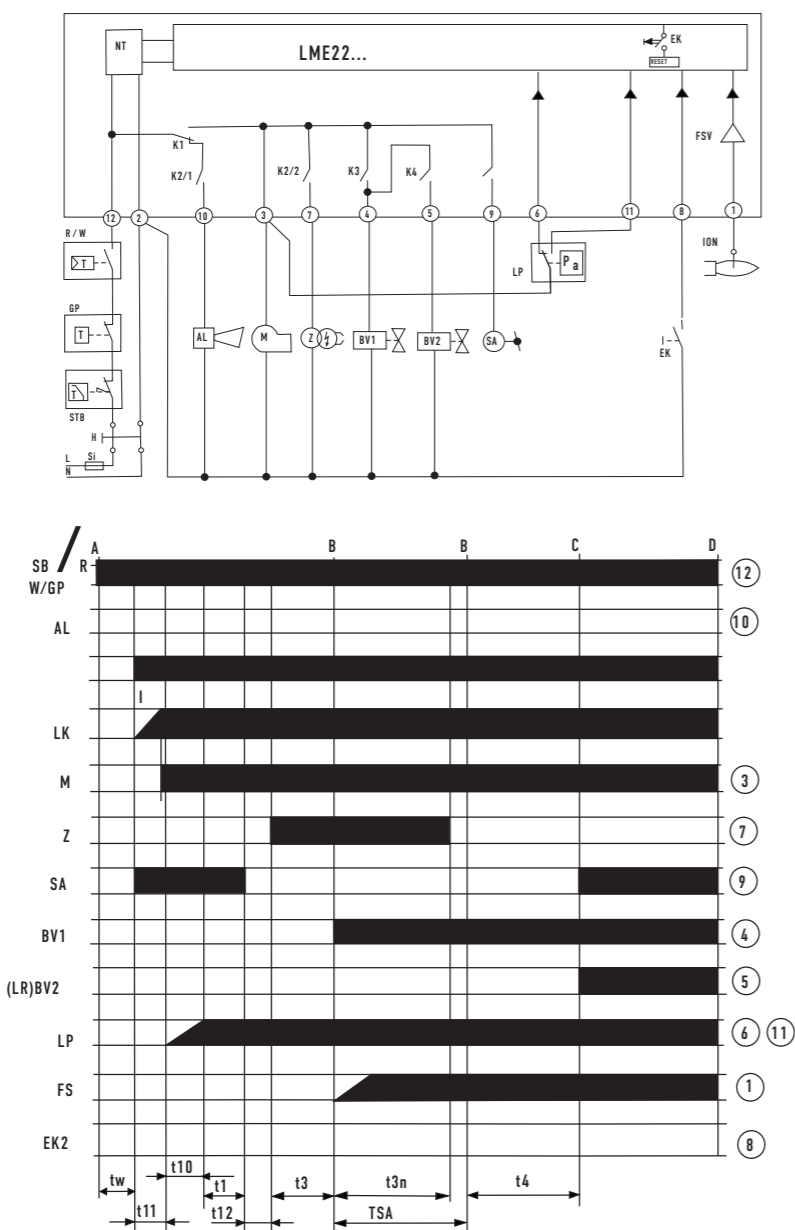 NT
LME22...
EK
RESET
FSV
K1
K2/1
K2/2
K3
K4
12
2
10
3
7
4
5
9
6
11
8
1
R/W
T
GP
T
STB
T
H
L
Si
N
AL
M
Z
BV1
BV2
SA
LP
Pa
EK
ION
A
B
B
C
D
SB / R
W/GP
12
AL
10
I
LK
M
3
Z
7
SA
9
BV1
4
(LR)BV2
5
LP
6 11
FS
1
EK2
8
tw
t10
t1
t3
t3n
t4
t11
t12
TSA